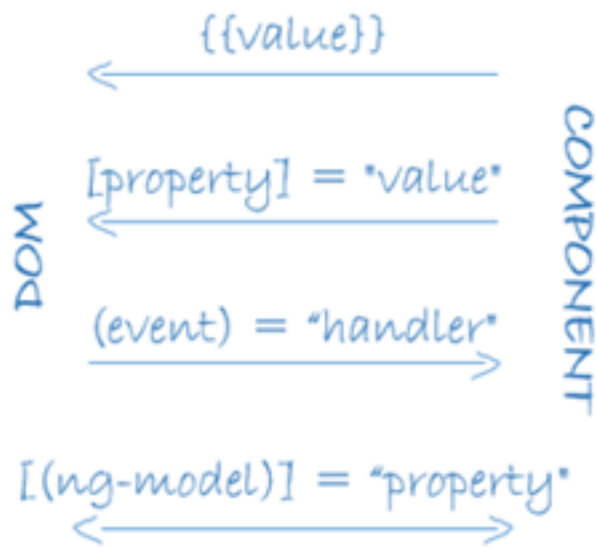 {{value}}
[property] = "value"
DOM
COMPONENT
(event) = "handler"
[(ng-model)] = "property"